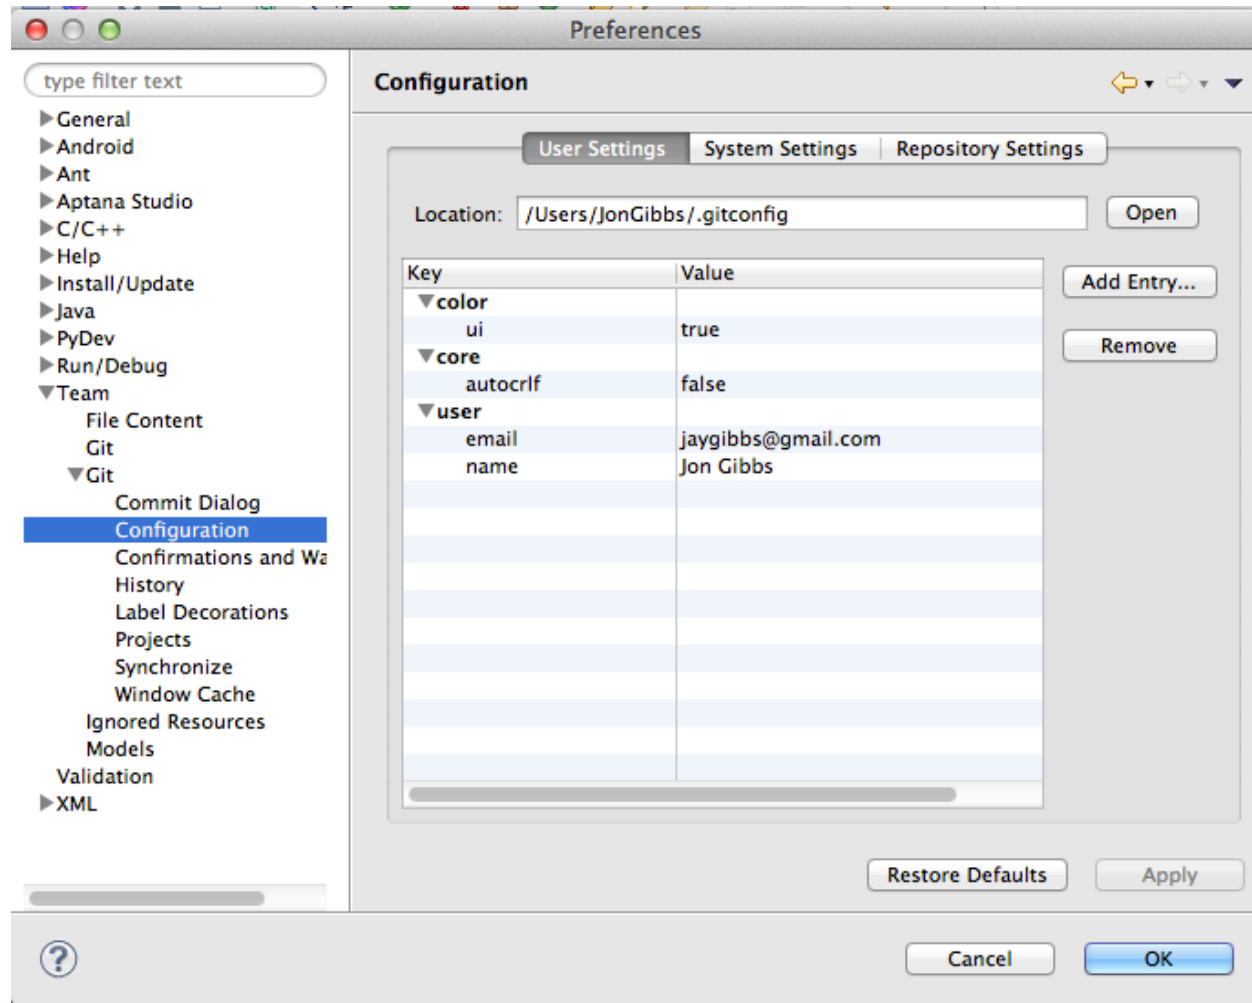 Preferences
type filter text
General
Android
Ant
Aptana Studio
C/C++
Help
Install/Update
Java
PyDev
Run/Debug
Team
File Content
Git
Git
Commit Dialog
Configuration
Confirmations and Wa
History
Label Decorations
Projects
Synchronize
Window Cache
Ignored Resources
Models
Validation
XML
Configuration
User Settings System Settings Repository Settings
Location: /Users/JonGibbs/.gitconfig Open
Key Value
color
ui true
core
autocrlf false
user
email jaygibbs@gmail.com
name Jon Gibbs
Add Entry...
Remove
Restore Defaults Apply
? Cancel OK